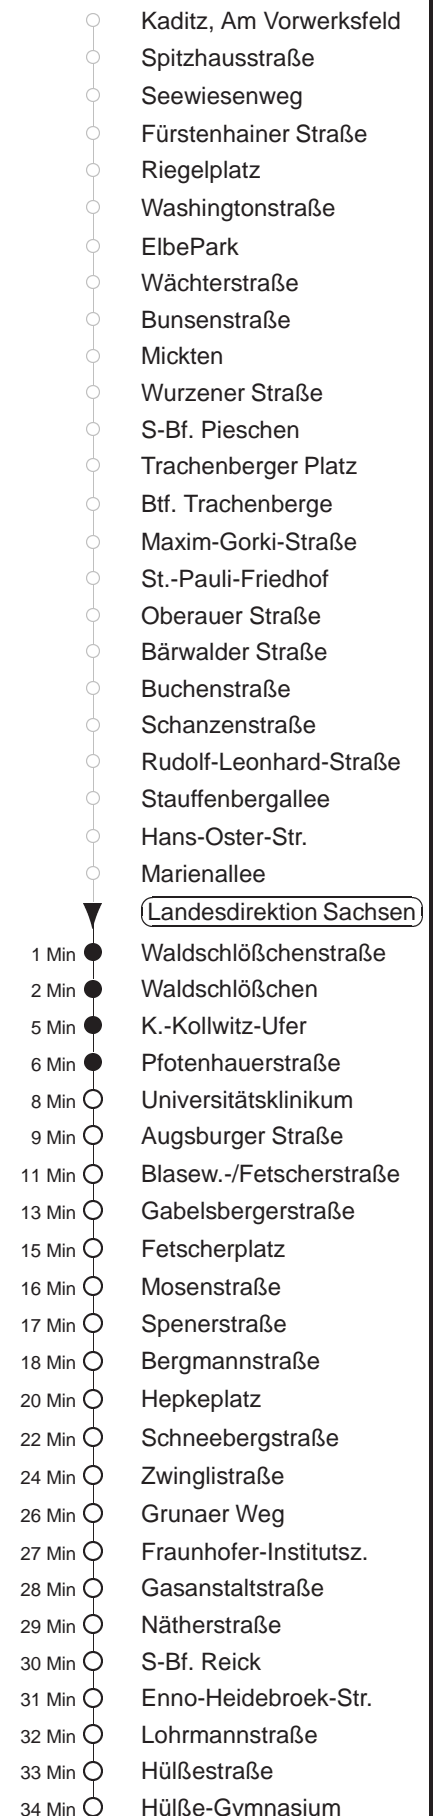 Kaditz, Am Vorwerksfeld
Spitzhausstraße
Seewiesenweg
Fürstenhainer Straße
Riegelplatz
Washingtonstraße
ElbePark
Wächterstraße
Bunsenstraße
Mickten
Wurzener Straße
S-Bf. Pieschen
Trachenberger Platz
Btf. Trachenberge
Maxim-Gorki-Straße
St.-Pauli-Friedhof
Oberauer Straße
Bärwalder Straße
Buchenstraße
Schanzenstraße
Rudolf-Leonhard-Straße
Stauffenbergallee
Hans-Oster-Str.
Marienallee
Landesdirektion Sachsen
1 Min Waldschlößchenstraße
2 Min Waldschlößchen
5 Min K.-Kollwitz-Ufer
6 Min Pfotenhauerstraße
8 Min Universitätsklinikum
9 Min Augsburger Straße
11 Min Blasew.-/Fetscherstraße
13 Min Gabelsbergerstraße
15 Min Fetscherplatz
16 Min Mosenstraße
17 Min Spenerstraße
18 Min Bergmannstraße
20 Min Hepkeplatz
22 Min Schneebergstraße
24 Min Zwinglistraße
26 Min Grunaer Weg
27 Min Fraunhofer-Institutsz.
28 Min Gasanstaltstraße
29 Min Nätherstraße
30 Min S-Bf. Reick
31 Min Enno-Heidebroek-Str.
32 Min Lohrmannstraße
33 Min Hülßestraße
34 Min Hülße-Gymnasium